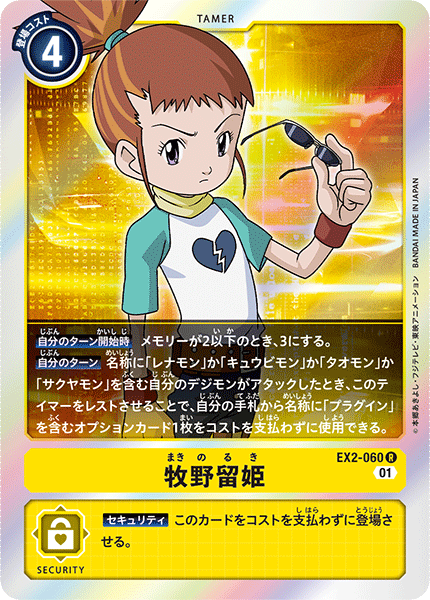 TAMER
登場コスト
4
自分のターン開始時 メモリーが2以下のとき、3にする。
自分のターン 名称に「レナモン」か「キュウビモン」か「タオモン」か
「サクヤモン」を含む自分のデジモンがアタックしたとき、このテ
イマーをレストさせることで、自分の手札から名称に「プラグイン」
を含むオプションカード1枚をコストを支払わずに使用できる。
EX2-060 R
01
まきのるき
牧野留姫
セキュリティ このカードをコストを支払わずに登場さ
せる。
SECURITY
©本郷あきよし・フジテレビ・東映アニメーション BANDAI MADE IN JAPAN